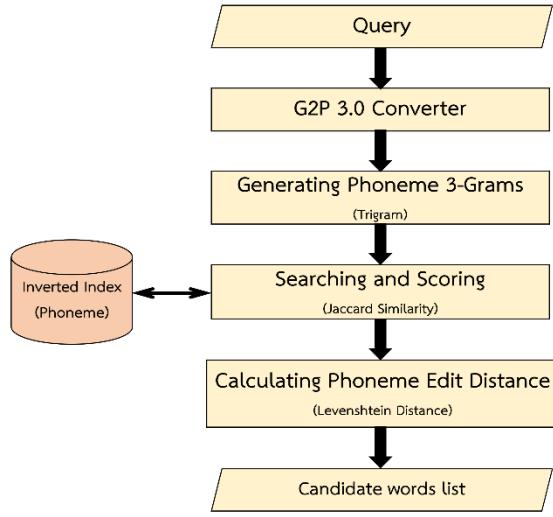 Query
G2P 3.0 Converter
Generating Phoneme 3-Grams
(Trigram)
Inverted Index
(Phoneme)
Searching and Scoring
(Jaccard Similarity)
Calculating Phoneme Edit Distance
(Levenshtein Distance)
Candidate words list